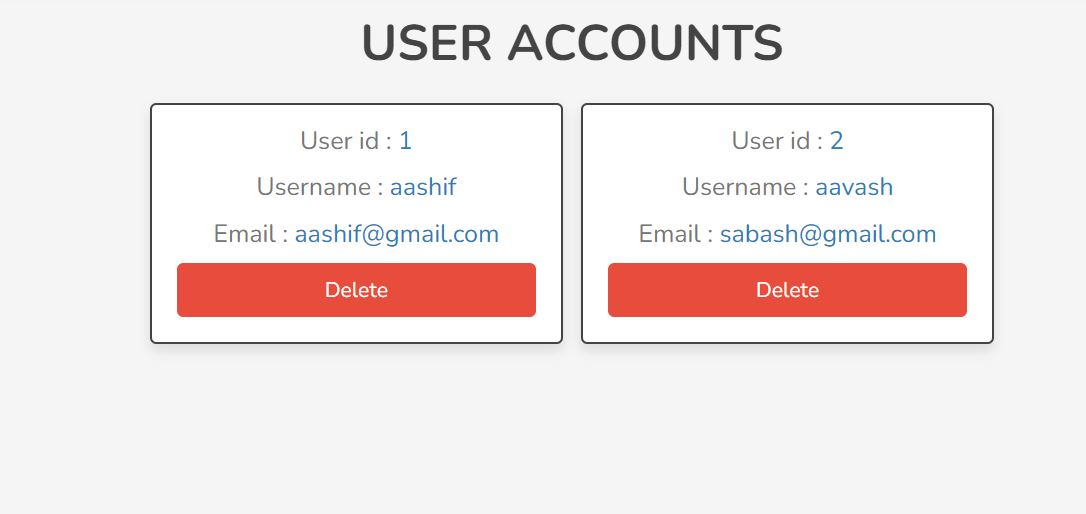 USER ACCOUNTS
User id : 1
Username : aashif
Email : aashif@gmail.com
Delete
User id : 2
Username : aavash
Email : sabash@gmail.com
Delete